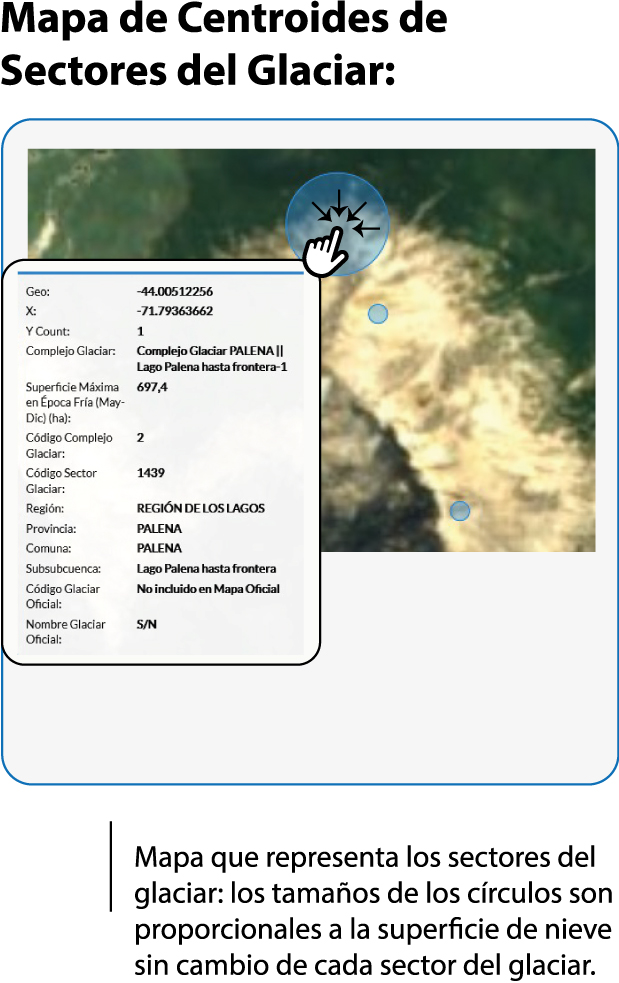 Mapa de Centroides de
Sectores del Glaciar:
Geo: -44.00512256
X: -71.79363662
Y Count: 1
Complejo Glaciar: Complejo Glaciar PALENA ||
Lago Palena hasta frontera-1
Superficie Máxima 697,4
en Época Fría (May-
Dic) (ha):
Código Complejo 2
Glaciar:
Código Sector 1439
Glaciar:
Región: REGIÓN DE LOS LAGOS
Provincia: PALENA
Comuna: PALENA
Subsubcuenca: Lago Palena hasta frontera
Código Glaciar No incluido en Mapa Oficial
Oficial:
Nombre Glaciar S/N
Oficial:
Mapa que representa los sectores del
glaciar: los tamaños de los círculos son
proporcionales a la superficie de nieve
sin cambio de cada sector del glaciar.